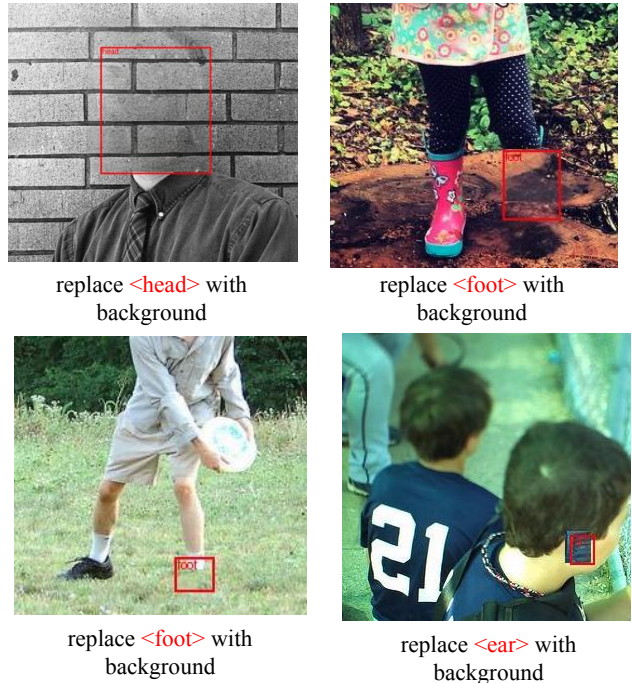 head
replace <head> with
background
foot
replace <foot> with
background
foot
replace <foot> with
background
21
replace <ear> with
background